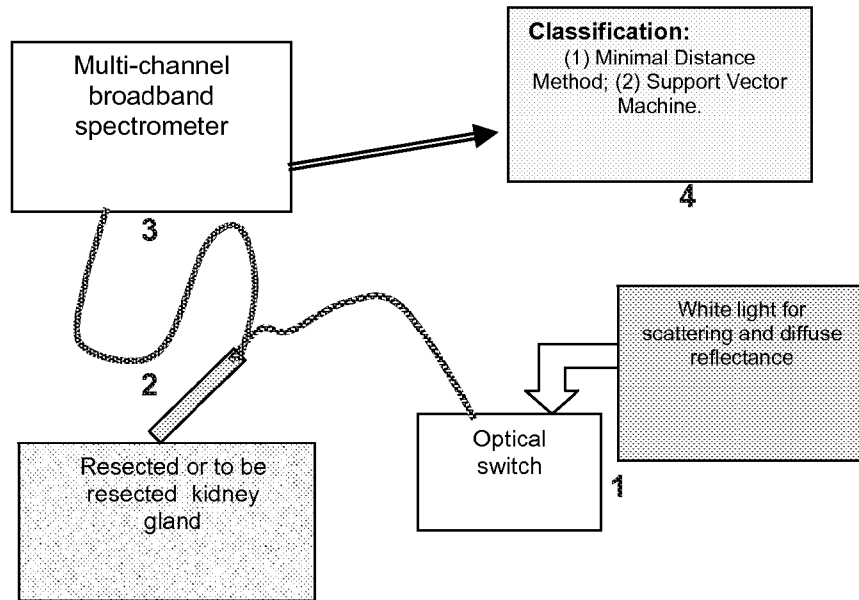 Multi-channel
broadband
spectrometer
3
Classification:
(1) Minimal Distance
Method; (2) Support Vector
Machine.
4
White light for
scattering and diffuse
reflectance
2
Optical
switch
1
Resected or to be
resected kidney
gland